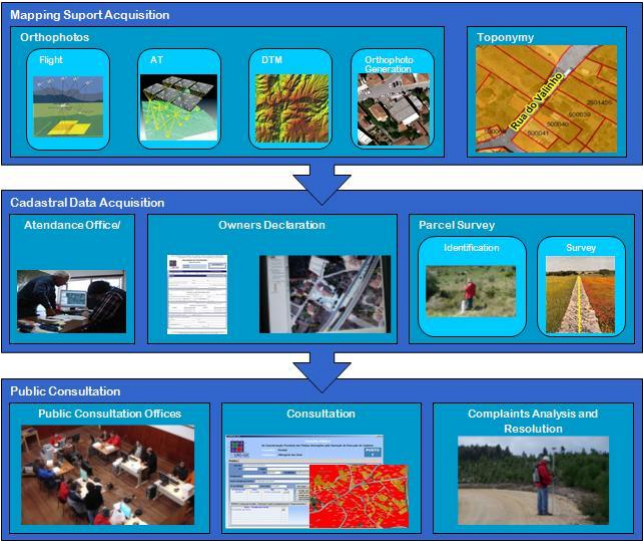 Mapping Suport Acquisition
Orthophotos
Flight
AT
DTM
Orthophoto
Generation
Toponymy
Rua do Valinho
Cadastral Data Acquisition
Atendance Office/
Owners Declaration
Parcel Survey
Identification
Survey
Public Consultation
Public Consultation Offices
Consultation
Complaints Analysis and
Resolution